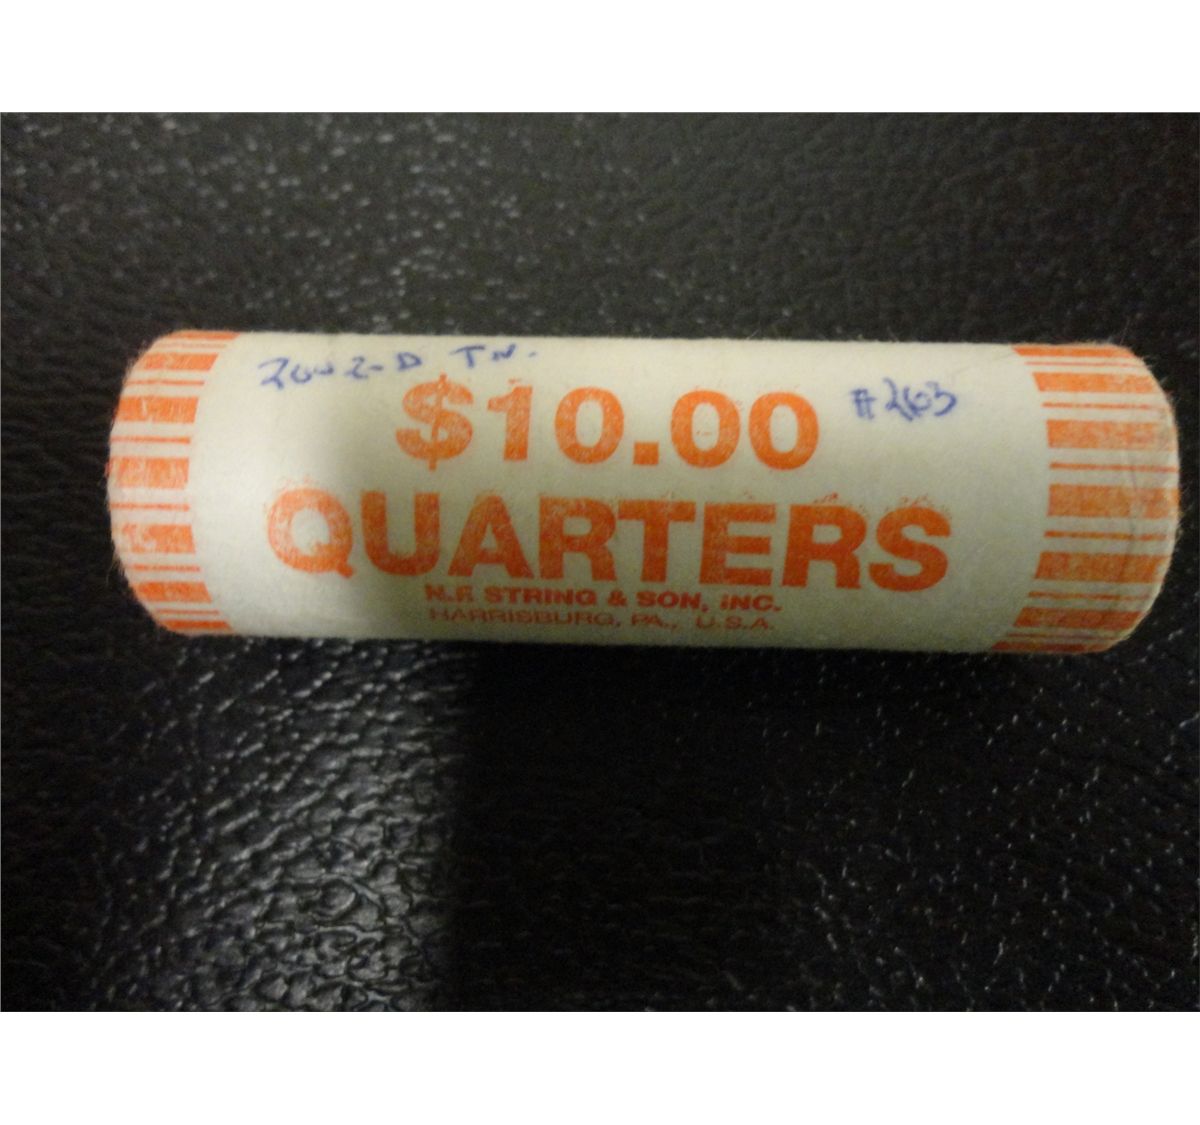 2002-D TN.
#263
$10.00
QUARTERS
N.F. STRING & SON, INC.
HARRISBURG, PA., U.S.A.